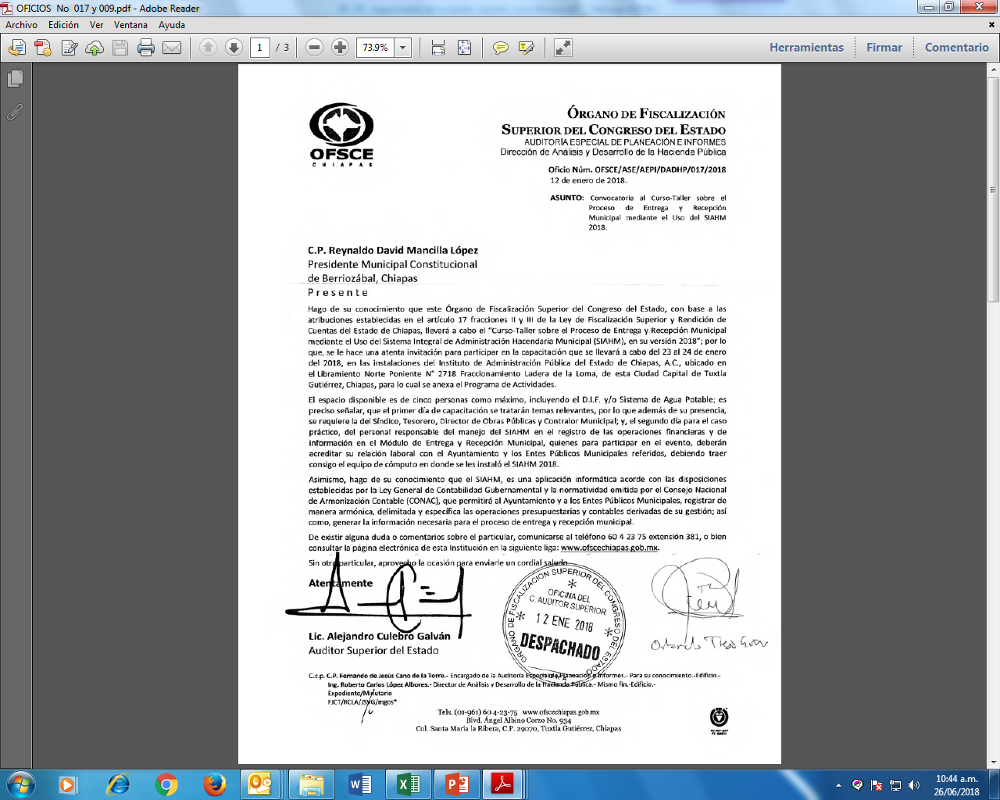 OFICIOS No 017 y 009.pdf - Adobe Reader
Archivo Edición Ver Ventana Ayuda
1 / 3 73.9% Herramientas Firmar Comentario
OFSCE
CHIAPAS
ÓRGANO DE FISCALIZACIÓN
SUPERIOR DEL CONGRESO DEL ESTADO
AUDITORÍA ESPECIAL DE PLANEACIÓN E INFORMES
Dirección de Análisis y Desarrollo de la Hacienda Pública
Oficio Núm. OFSCE/ASE/AEPI/DADHP/017/2018
12 de enero de 2018.
ASUNTO: Convocatoria al Curso-Taller sobre el
Proceso de Entrega y Recepción
Municipal mediante el Uso del SIAHM
2018.
C.P. Reynaldo David Mancilla López
Presidente Municipal Constitucional
de Berriozábal, Chiapas
P r e s e n t e
Hago de su conocimiento que este Órgano de Fiscalización Superior del Congreso del Estado, con base a las
atribuciones establecidas en el artículo 17 fracciones II y III de la Ley de Fiscalización Superior y Rendición de
Cuentas del Estado de Chiapas, llevará a cabo el “Curso-Taller sobre el Proceso de Entrega y Recepción Municipal
mediante el Uso del Sistema Integral de Administración Hacendaria Municipal (SIAHM), en su versión 2018”; por lo
que, se le hace una atenta invitación para participar en la capacitación que se llevará a cabo del 23 al 24 de enero
del 2018, en las instalaciones del Instituto de Administración Pública del Estado de Chiapas, A.C., ubicado en
el Libramiento Norte Poniente N° 2718 Fraccionamiento Ladera de la Loma, de esta Ciudad Capital de Tuxtla
Gutiérrez, Chiapas, para lo cual se anexa el Programa de Actividades.
El espacio disponible es de cinco personas como máximo, incluyendo el D.I.F. y/o Sistema de Agua Potable; es
preciso señalar, que el primer día de capacitación se tratarán temas relevantes, por lo que además de su presencia,
se requiere la del Síndico, Tesorero, Director de Obras Públicas y Contralor Municipal; y, el segundo día para el caso
práctico, del personal responsable del manejo del SIAHM en el registro de las operaciones financieras y de
información en el Módulo de Entrega y Recepción Municipal, quienes para participar en el evento, deberán
acreditar su relación laboral con el Ayuntamiento y los Entes Públicos Municipales referidos, debiendo traer
consigo el equipo de cómputo en donde se les instaló el SIAHM 2018.
Asimismo, hago de su conocimiento que el SIAHM, es una aplicación informática acorde con las disposiciones
establecidas por la Ley General de Contabilidad Gubernamental y la normatividad emitida por el Consejo Nacional
de Armonización Contable (CONAC), que permitirá al Ayuntamiento y a los Entes Públicos Municipales, registrar de
manera armónica, delimitada y específica las operaciones presupuestarias y contables derivadas de su gestión; así
como, generar la información necesaria para el proceso de entrega y recepción municipal.
De existir alguna duda o comentarios sobre el particular, comunicarse al teléfono 60 4 23 75 extensión 381, o bien
consultar la página electrónica de esta Institución en la siguiente liga: www.ofscechiapas.gob.mx.
Sin otro particular, aprovecho la ocasión para enviarle un cordial saludo
Atentamente
Lic. Alejandro Culebro Galván
Auditor Superior del Estado
ORGANO DE FISCALIZACION SUPERIOR DEL CONGRESO DEL ESTADO
OFICINA DEL
C. AUDITOR SUPERIOR
12 ENE 2018
DESPACHADO
C.c.p. C.P. Fernando de Jesús Cano de la Torre.- Encargado de la Auditoría Especial de Planeación e Informes.- Para su conocimiento.-Edificio.-
Ing. Roberto Carlos López Albores.- Director de Análisis y Desarrollo de la Hacienda Pública.- Mismo fin.-Edificio.-
Expediente/Minutario
FJCT/RCLA/JSVG/mgos*
Tels. (01-961) 60 4-23-75 www.ofscechiapas.gob.mx
Blvd. Ángel Albino Corzo No. 934
Col. Santa María la Ribera, C.P. 29070, Tuxtla Gutiérrez, Chiapas
10:44 a.m.
26/06/2018